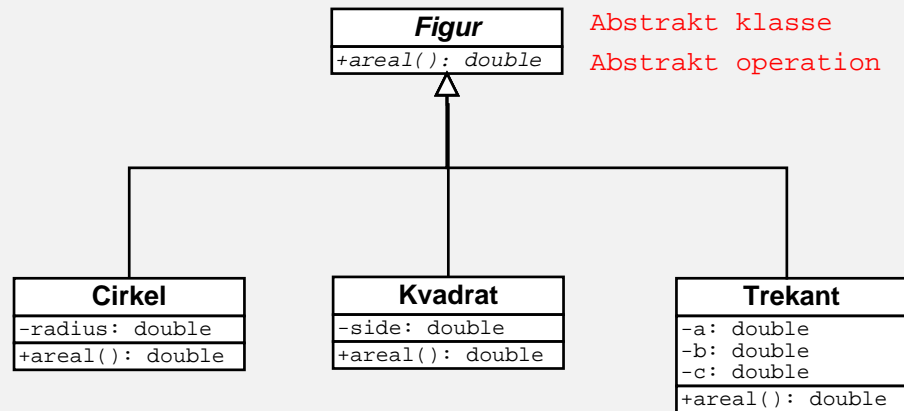 Figur
+areal(): double
Abstrakt klasse
Abstrakt operation
Cirkel
-radius: double
+areal(): double
Kvadrat
-side: double
+areal(): double
Trekant
-a: double
-b: double
-c: double
+areal(): double